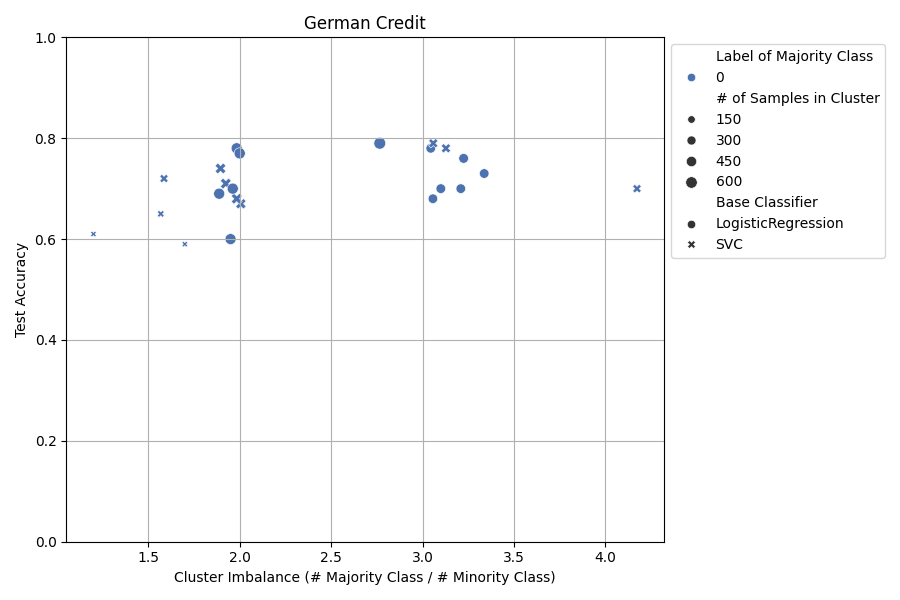 German Credit
1.0
0.8
0.6
0.4
0.2
0.0
Test Accuracy
1.5
2.0
2.5
3.0
3.5
4.0
Cluster Imbalance (# Majority Class / # Minority Class)
Label of Majority Class
0
# of Samples in Cluster
150
300
450
600
Base Classifier
LogisticRegression
SVC